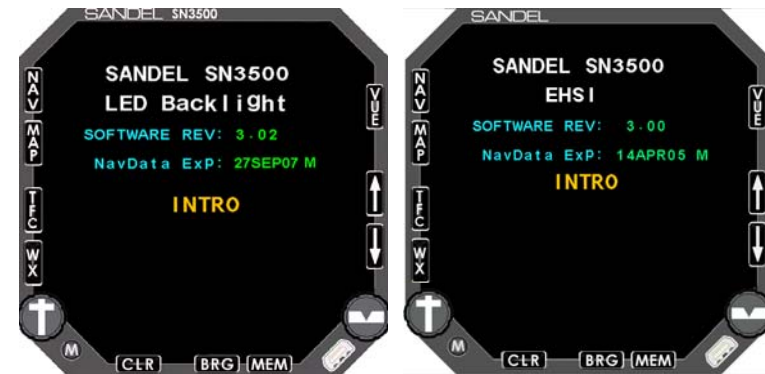 SANDEL SN3500
SANDEL SN3500
LED Backlight
SOFTWARE REV: 3.02
NavData ExP: 27SEP07 M
INTRO
NAV
MAP
TFC
WX
VUE
M
CLR
BRG
MEM
SANDEL
SANDEL SN3500
EHSI
SOFTWARE REV: 3.00
NavData ExP: 14APR05 M
INTRO
NAV
MAP
TFC
WX
VUE
M
CLR
BRG
MEM